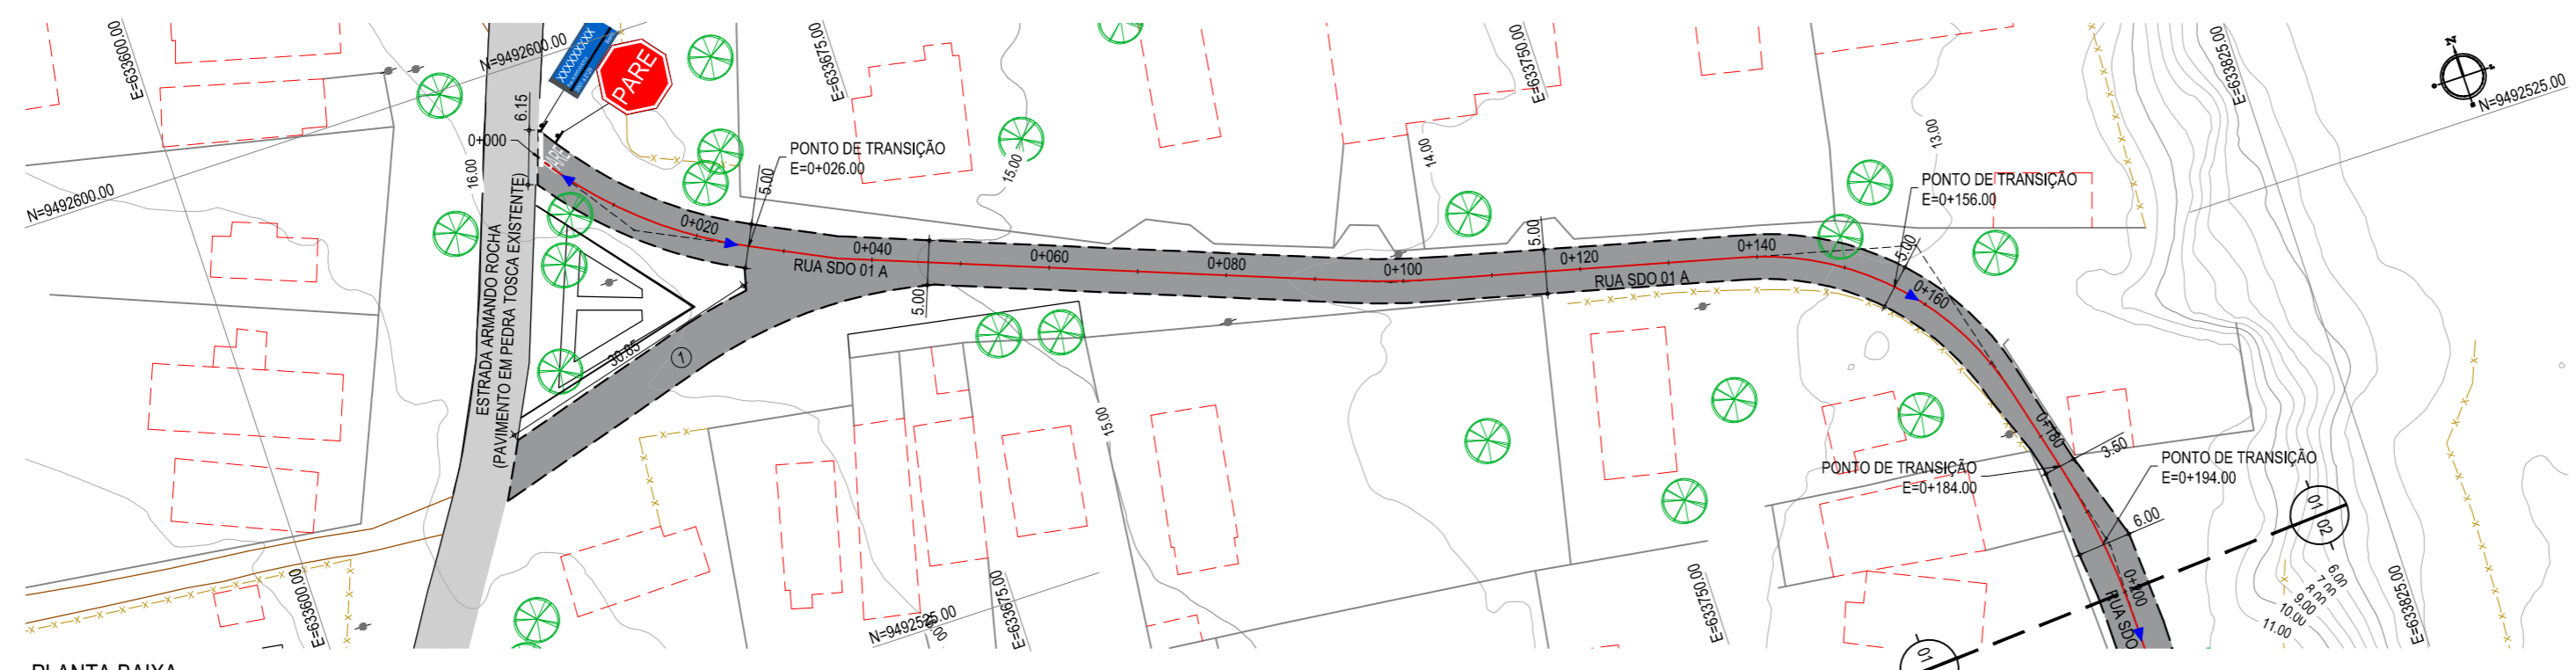 E=633600.00
N=9492600.00
XXXXXXXXX
PARE
E=633675.00
E=633750.00
E=633825.00
N
N=9492525.00
6.15
0+000
PARE
16.00
N=9492600.00
PONTO DE TRANSIÇÃO
E=0+026.00
5.00
15.00
14.00
13.00
PONTO DE TRANSIÇÃO
E=0+156.00
0+020
0+040
0+060
0+080
0+100
5.00
0+120
0+140
5.00
0+160
RUA SDO 01 A
RUA SDO 01 A
5.00
ESTRADA ARMANDO ROCHA
(PAVIMENTO EM PEDRA TOSCA EXISTENTE)
30.85
1
15.00
0+180
3.50
PONTO DE TRANSIÇÃO
E=0+184.00
PONTO DE TRANSIÇÃO
E=0+194.00
6.00
01
02
0+200
RUA SDO
E=633600.00
E=633675.00
N=9492525.00
E=633750.00
E=633825.00
6.00
7.00
8.00
9.00
10.00
11.00
01
PLANTA BAIXA